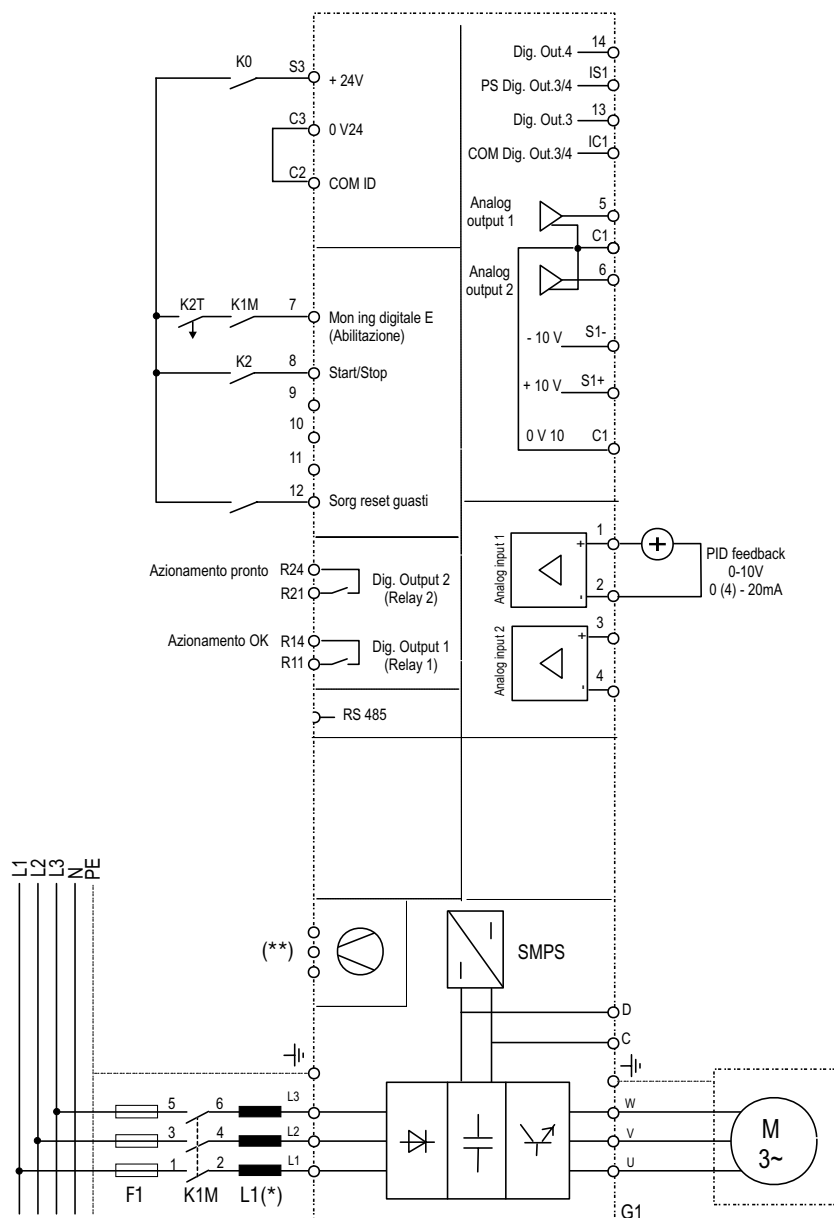 K0
S3
+ 24V
C3
0 V24
C2
COM ID
K2T
K1M
7
Mon ing digitale E
(Abilitazione)
K2
8
Start/Stop
9
10
11
12
Sorg reset guasti
Azionamento pronto
R24
R21
Dig. Output 2
(Relay 2)
Azionamento OK
R14
R11
Dig. Output 1
(Relay 1)
RS 485
Dig. Out.4
14
PS Dig. Out.3/4
IS1
Dig. Out.3
13
COM Dig. Out.3/4
IC1
Analog
output 1
5
C1
Analog
output 2
6
- 10 V
S1-
+ 10 V
S1+
0 V 10
C1
Analog input 1
+
-
1
2
+
PID feedback
0-10V
0 (4) - 20mA
Analog input 2
+
-
3
4
L1
L2
L3
N
PE
(**)
SMPS
D
C
5
6
L3
W
3
4
L2
V
1
2
L1
U
F1
K1M
L1(*)
M
3~
G1